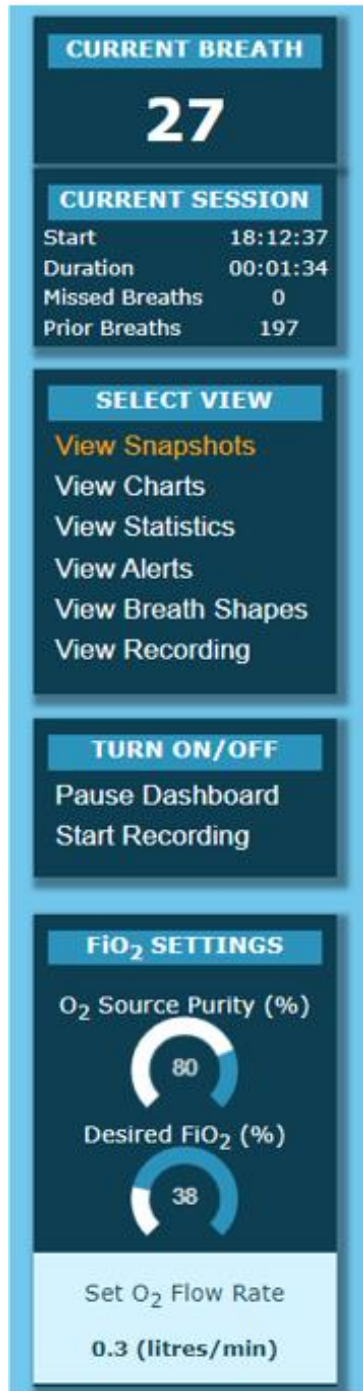 CURRENT BREATH
27
CURRENT SESSION
Start 18:12:37
Duration 00:01:34
Missed Breaths 0
Prior Breaths 197
SELECT VIEW
View Snapshots
View Charts
View Statistics
View Alerts
View Breath Shapes
View Recording
TURN ON/OFF
Pause Dashboard
Start Recording
FiO₂ SETTINGS
O₂ Source Purity (%)
80
Desired FiO₂ (%)
38
Set O₂ Flow Rate
0.3 (litres/min)